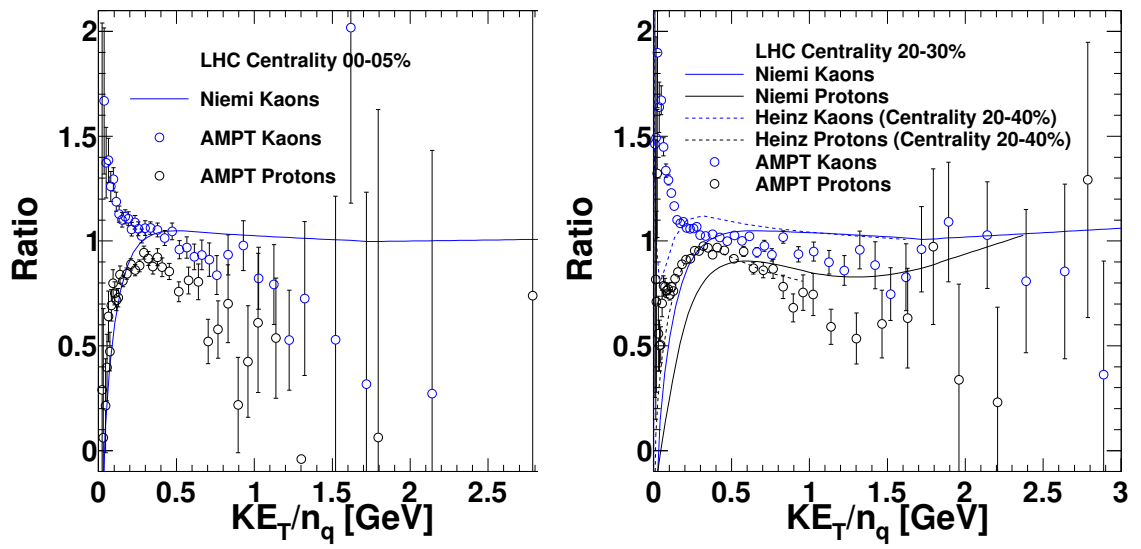 LHC Centrality 00-05%
Niemi Kaons
AMPT Kaons
AMPT Protons
Ratio
2
1.5
1
0.5
0
0 0.5 1 1.5 2 2.5
KE_T/n_q [GeV]
LHC Centrality 20-30%
Niemi Kaons
Niemi Protons
Heinz Kaons (Centrality 20-40%)
Heinz Protons (Centrality 20-40%)
AMPT Kaons
AMPT Protons
Ratio
2
1.5
1
0.5
0
0 0.5 1 1.5 2 2.5 3
KE_T/n_q [GeV]